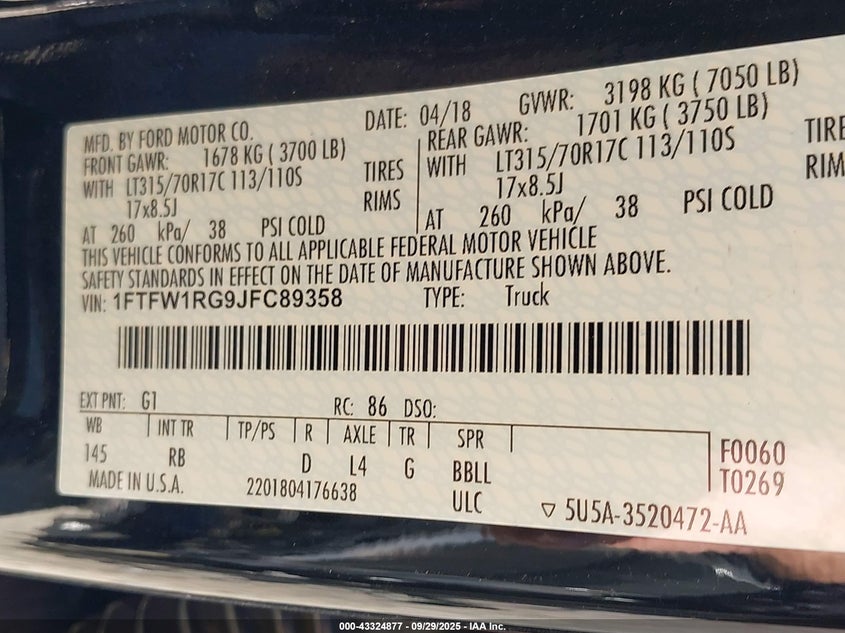 MFD. BY FORD MOTOR CO. DATE: 04/18 GVWR: 3198 KG ( 7050 LB)
FRONT GAWR: 1678 KG ( 3700 LB) REAR GAWR: 1701 KG ( 3750 LB)
WITH LT315/70R17C 113/110S TIRES WITH LT315/70R17C 113/110S TIRE
17x8.5J RIMS 17x8.5J RIM
AT 260 kPa/ 38 PSI COLD AT 260 kPa/ 38 PSI COLD
THIS VEHICLE CONFORMS TO ALL APPLICABLE FEDERAL MOTOR VEHICLE
SAFETY STANDARDS IN EFFECT ON THE DATE OF MANUFACTURE SHOWN ABOVE.
VIN: 1FTFW1RG9JFC89358 TYPE: Truck
EXT PNT: G1 RC: 86 DSO:
WB INT TR TP/PS R AXLE TR SPR F0060
145 RB D L4 G BBLL T0269
MADE IN U.S.A. 2201804176638 ULC ▽ 5U5A-3520472-AA
000-43324877 - 09/29/2025 - IAA Inc.